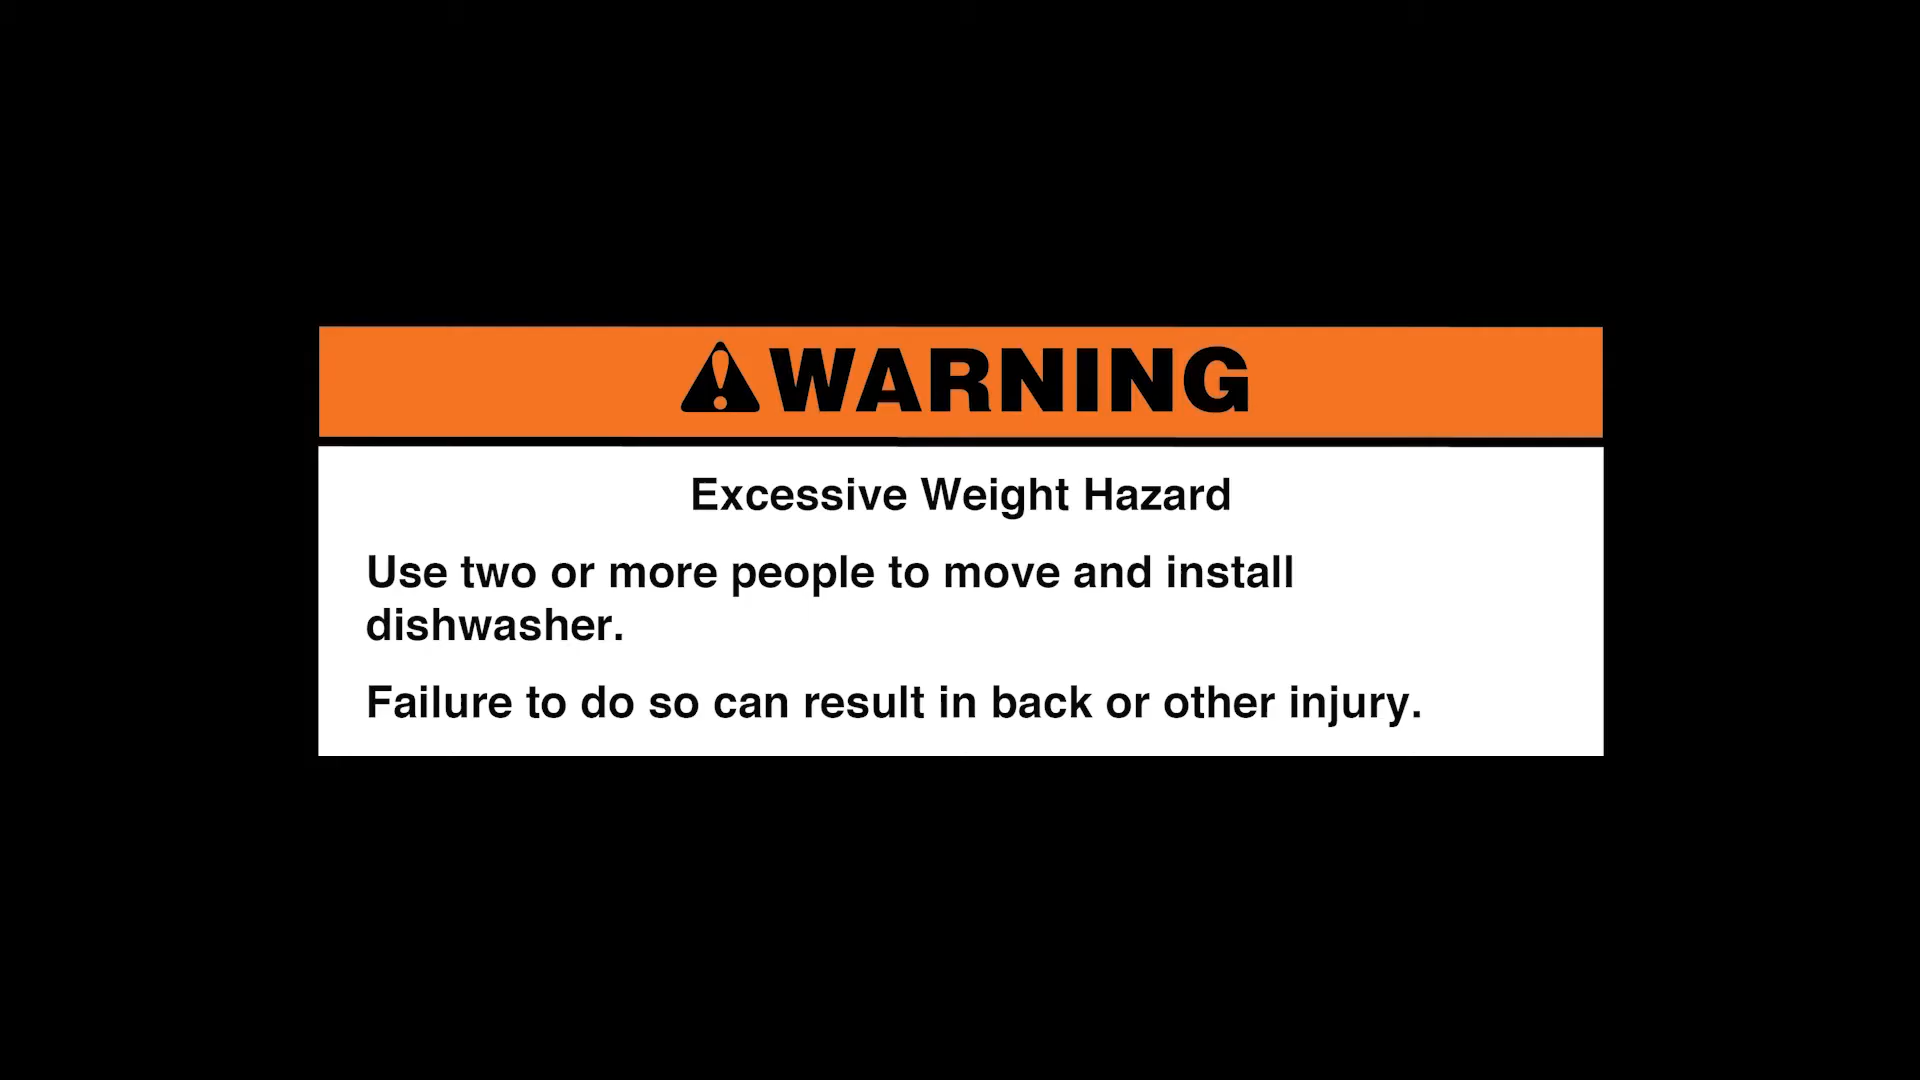 WARNING
Excessive Weight Hazard
Use two or more people to move and install
dishwasher.
Failure to do so can result in back or other injury.